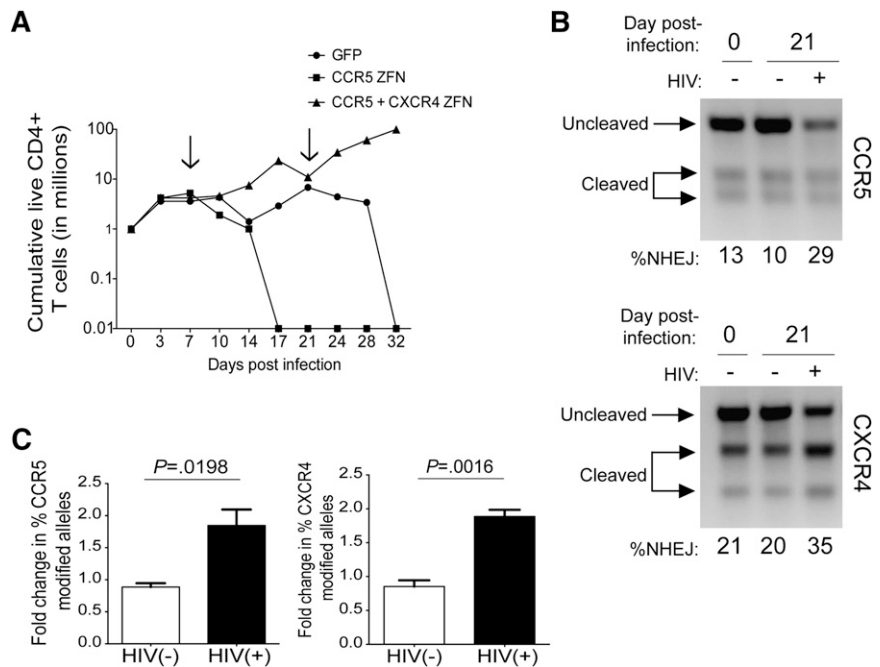 A
GFP
CCR5 ZFN
CCR5 + CXCR4 ZFN
Cumulative live CD4+
T cells (in millions)
100
10
1
0.1
0.01
0 3 7 10 14 17 21 24 28 32
Days post infection
B
Day post-
infection: 0 21
HIV: - - +
Uncleaved
Cleaved
CCR5
%NHEJ: 13 10 29
Day post-
infection: 0 21
HIV: - - +
Uncleaved
Cleaved
CXCR4
%NHEJ: 21 20 35
C
P=.0198
Fold change in % CCR5
modified alleles
2.5
2.0
1.5
1.0
0.5
0.0
HIV(-) HIV(+)
P=.0016
Fold change in % CXCR4
modified alleles
2.5
2.0
1.5
1.0
0.5
0.0
HIV(-) HIV(+)